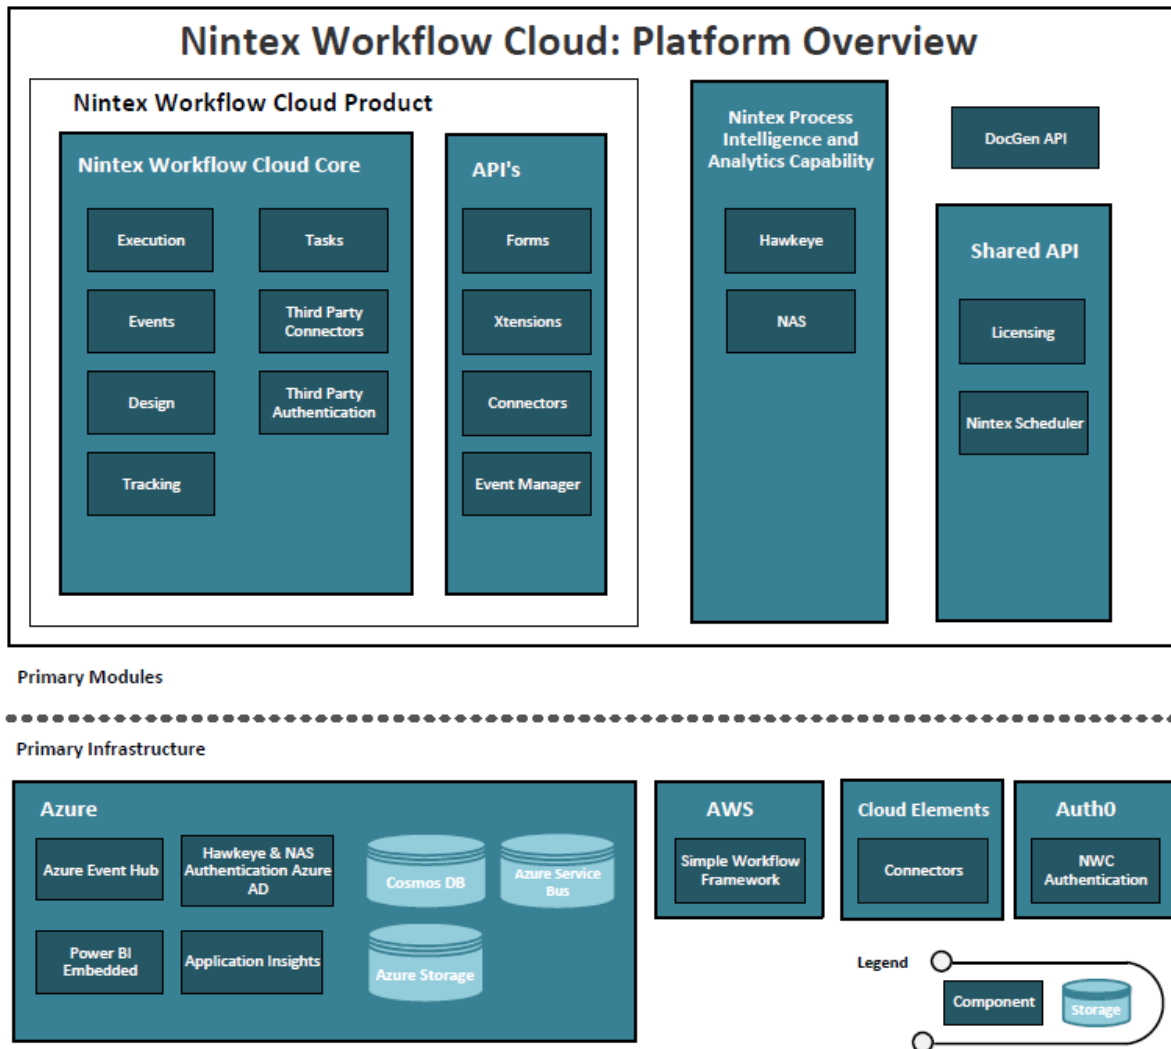 Nintex Workflow Cloud: Platform Overview
Nintex Workflow Cloud Product
Nintex Workflow Cloud Core
Execution
Tasks
Events
Third Party
Connectors
Design
Third Party
Authentication
Tracking
API's
Forms
Xtensions
Connectors
Event Manager
Nintex Process
Intelligence and
Analytics Capability
Hawkeye
NAS
DocGen API
Shared API
Licensing
Nintex Scheduler
Primary Modules
Primary Infrastructure
Azure
Azure Event Hub
Hawkeye & NAS
Authentication Azure
AD
Cosmos DB
Azure Service
Bus
Power BI
Embedded
Application Insights
Azure Storage
AWS
Simple Workflow
Framework
Cloud Elements
Connectors
Auth0
NWC
Authentication
Legend
Component
Storage